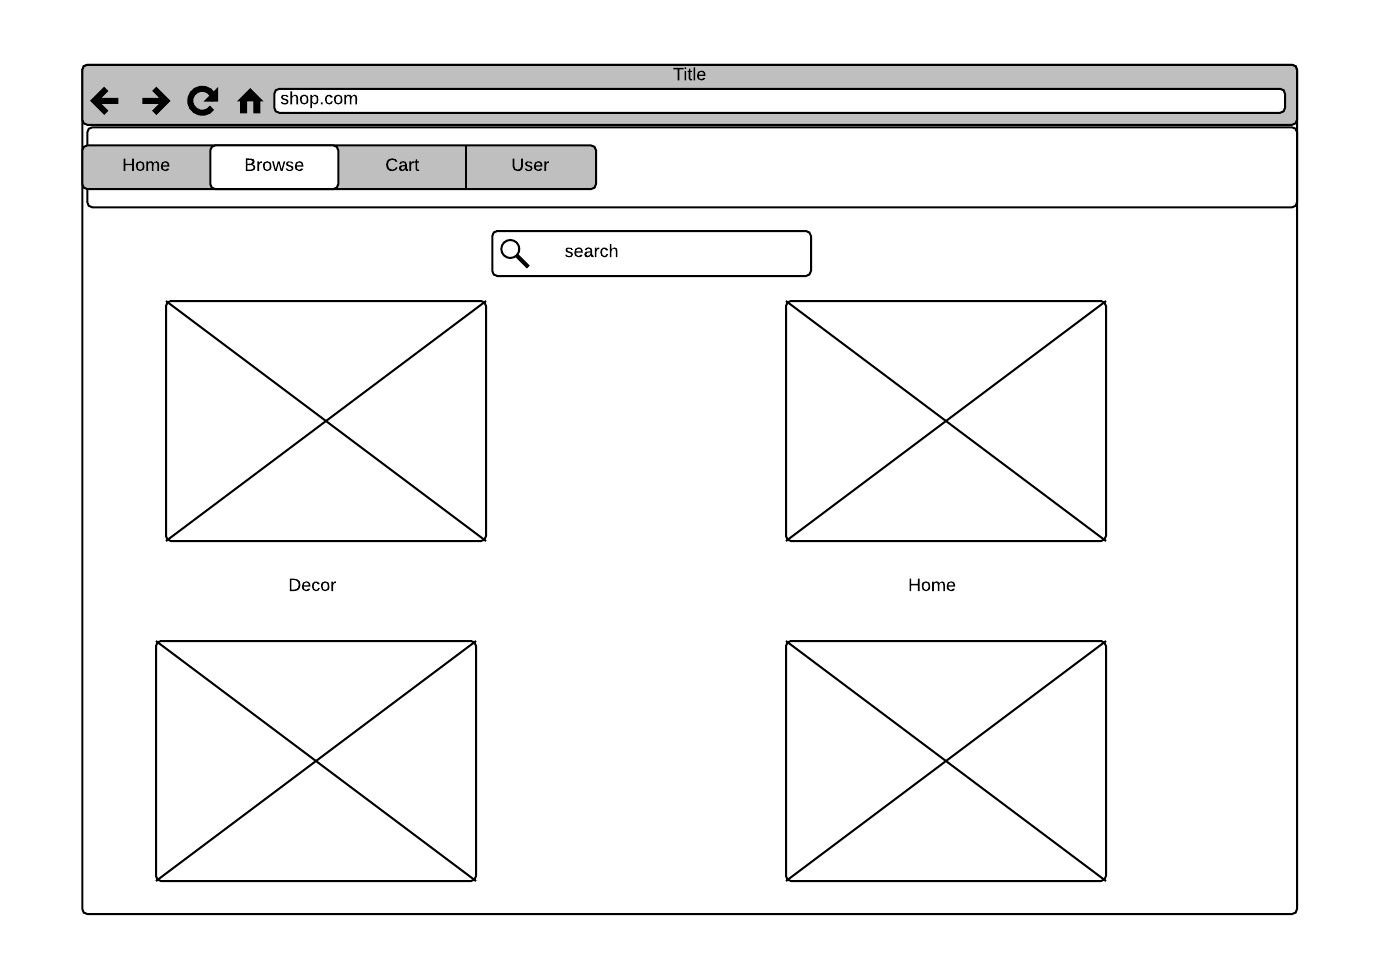 Title
shop.com
Home Browse Cart User
search
Decor Home